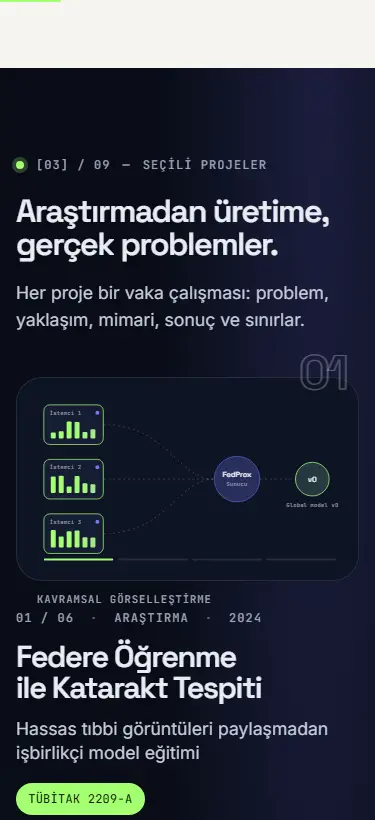 [03] / 09 — SEÇİLİ PROJELER
Araştırmadan üretime,
gerçek problemler.
Her proje bir vaka çalışması: problem,
yaklaşım, mimari, sonuç ve sınırlar.
01
İstemci 1
İstemci 2
İstemci 3
FedProx
Sunucu
v0
Global model v0
KAVRAMSAL GÖRSELLEŞTİRME
01 / 06 · ARAŞTIRMA · 2024
Federe Öğrenme
ile Katarakt Tespiti
Hassas tıbbi görüntüleri paylaşmadan
işbirlikçi model eğitimi
TÜBİTAK 2209-A